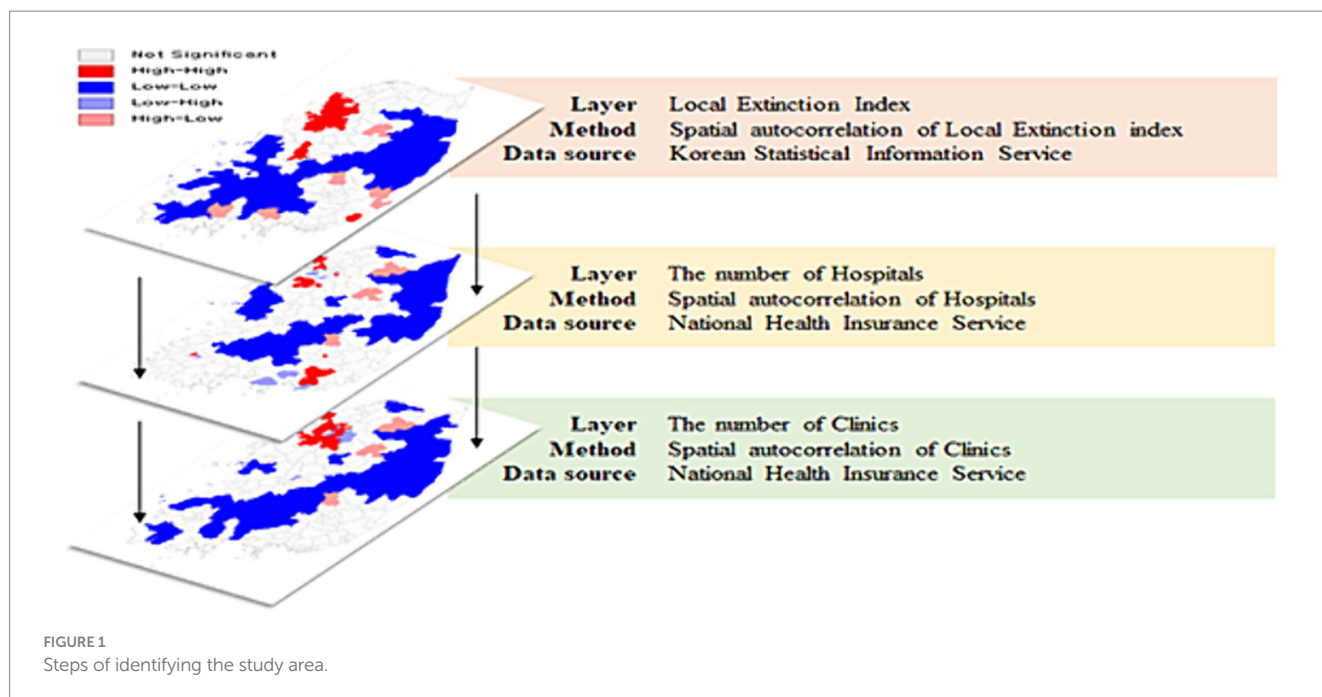 Not Significant
High-High
Low-Low
Low-High
High-Low
Layer Local Extinction Index
Method Spatial autocorrelation of Local Extinction index
Data source Korean Statistical Information Service
Layer The number of Hospitals
Method Spatial autocorrelation of Hospitals
Data source National Health Insurance Service
Layer The number of Clinics
Method Spatial autocorrelation of Clinics
Data source National Health Insurance Service
FIGURE 1
Steps of identifying the study area.